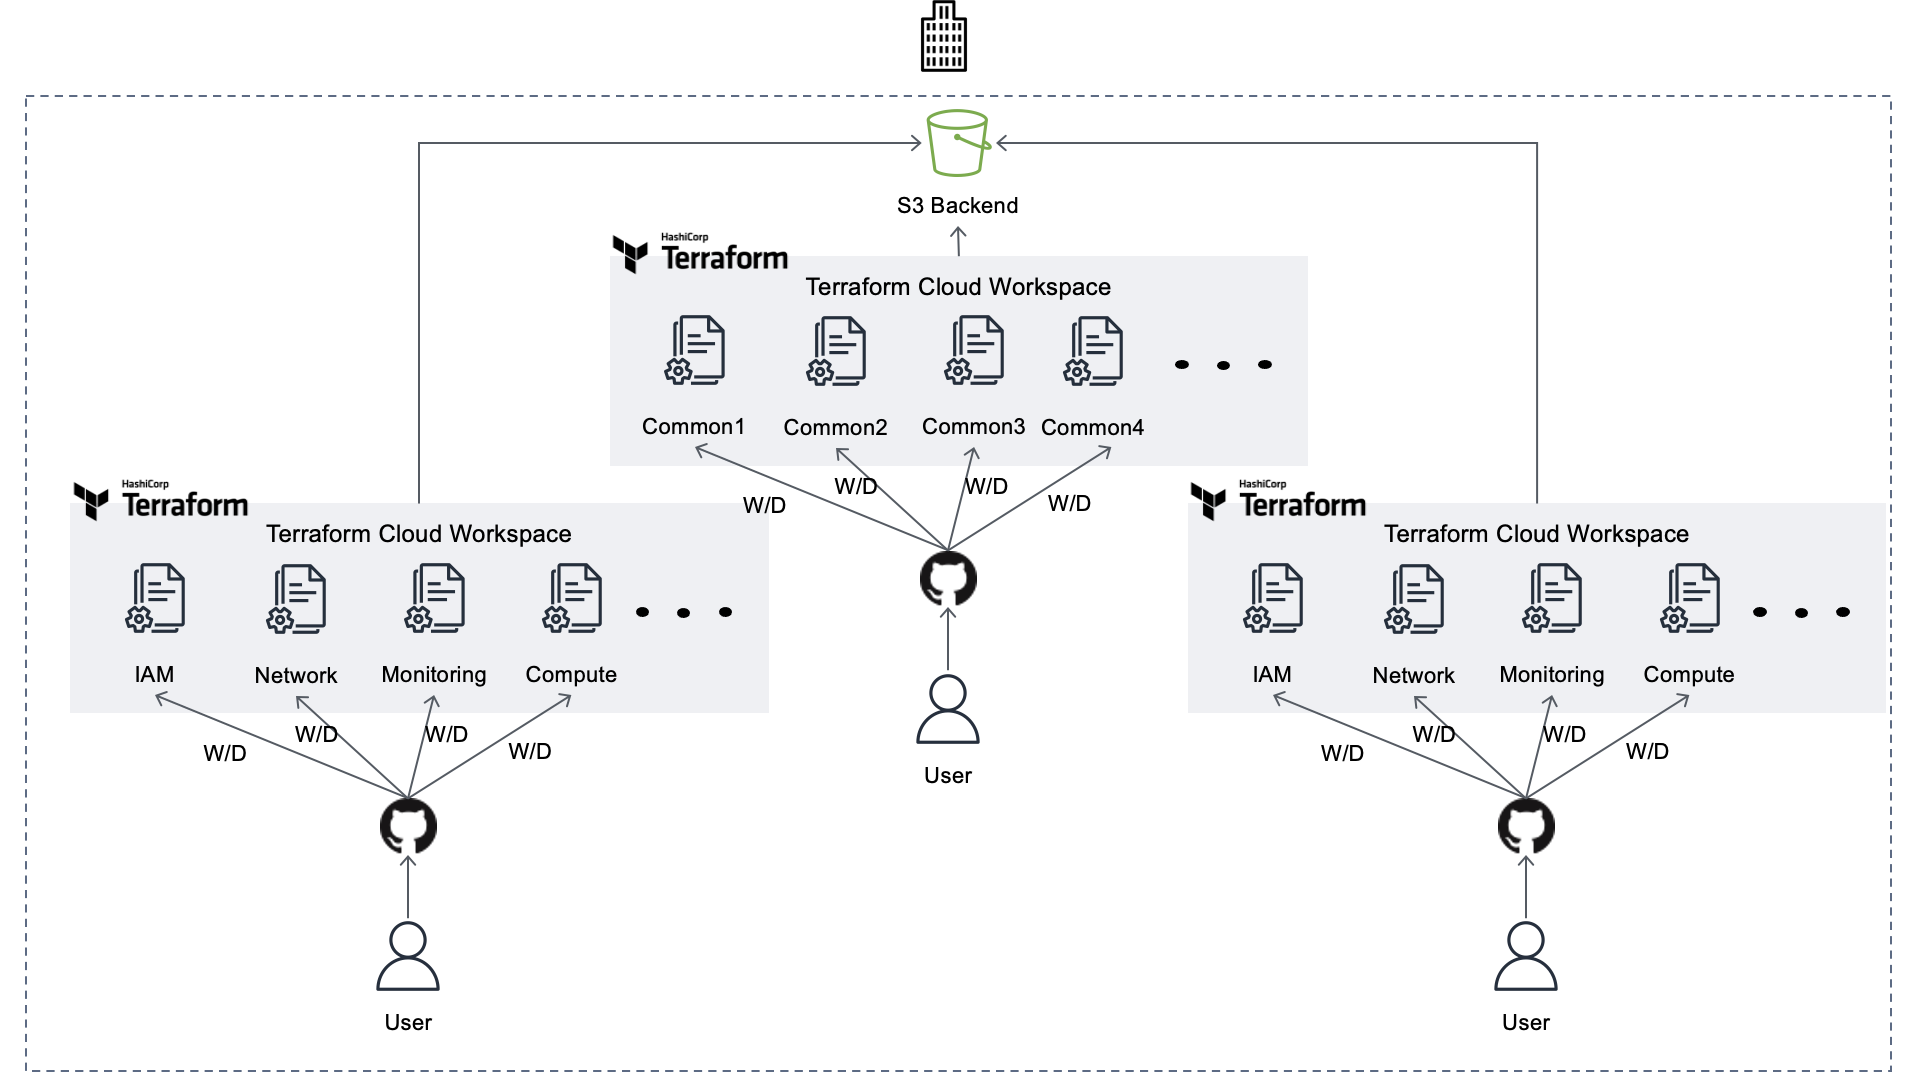 S3 Backend
HashiCorp
Terraform
Terraform Cloud Workspace
Common1 Common2 Common3 Common4
W/D W/D W/D W/D
User
HashiCorp
Terraform
Terraform Cloud Workspace
IAM Network Monitoring Compute
W/D W/D W/D W/D
User
HashiCorp
Terraform
Terraform Cloud Workspace
IAM Network Monitoring Compute
W/D W/D W/D W/D
User